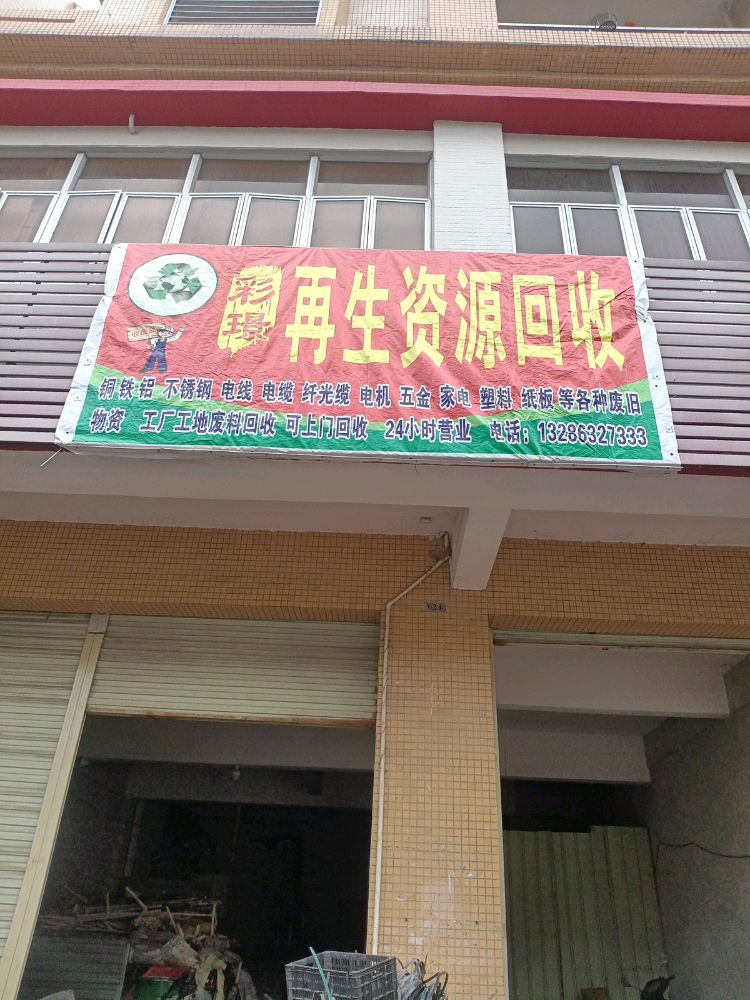 彩璟
再生资源回收
收废品
铜 铁 铝 不锈钢 电线 电缆 纤光缆 电机 五金 家电 塑料 纸板 等各种废旧
物资 工厂工地废料回收 可上门回收 24小时营业 电话：13286327333